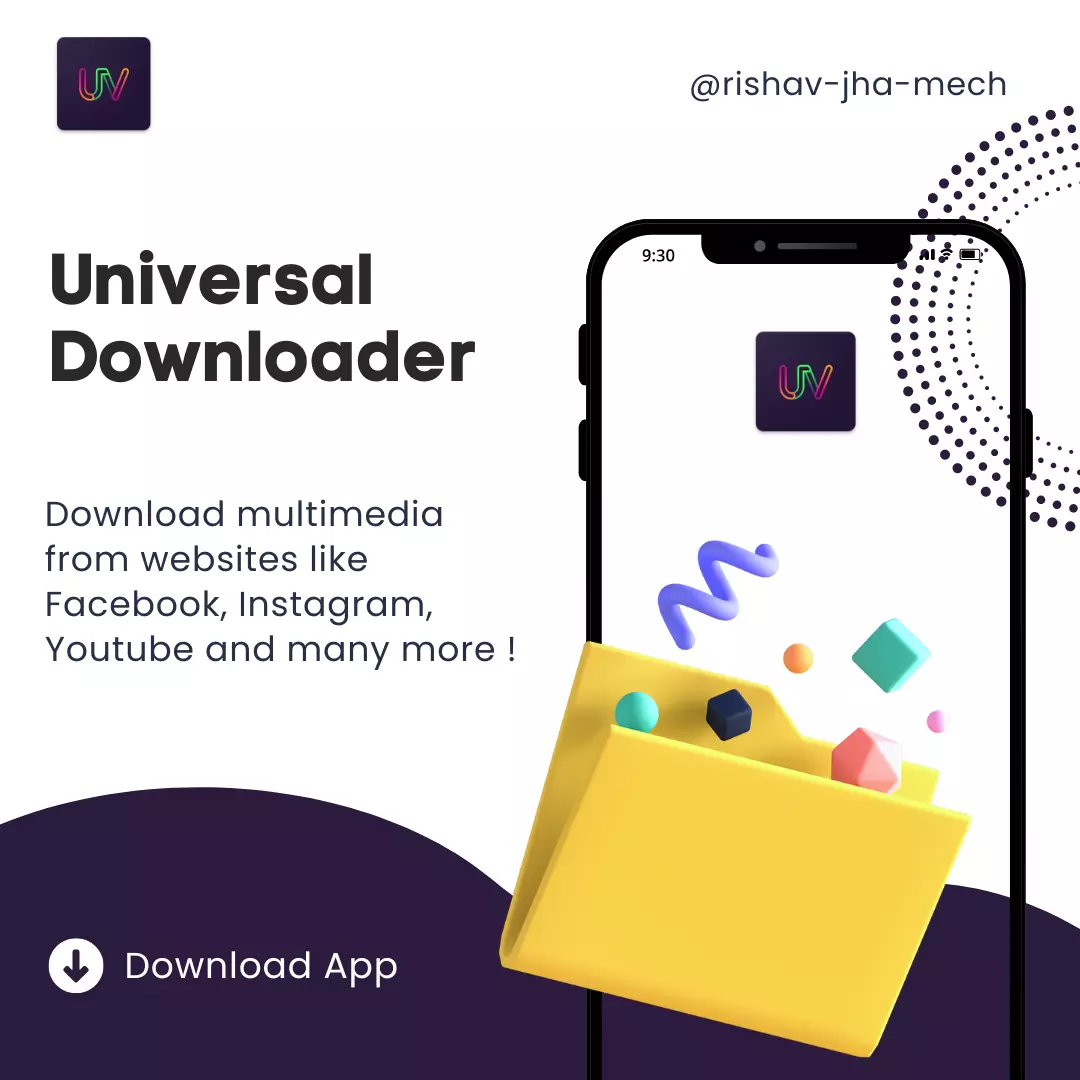 UV
@rishav-jha-mech
Universal
Downloader
9:30
UV
Download multimedia
from websites like
Facebook, Instagram,
Youtube and many more !
Download App